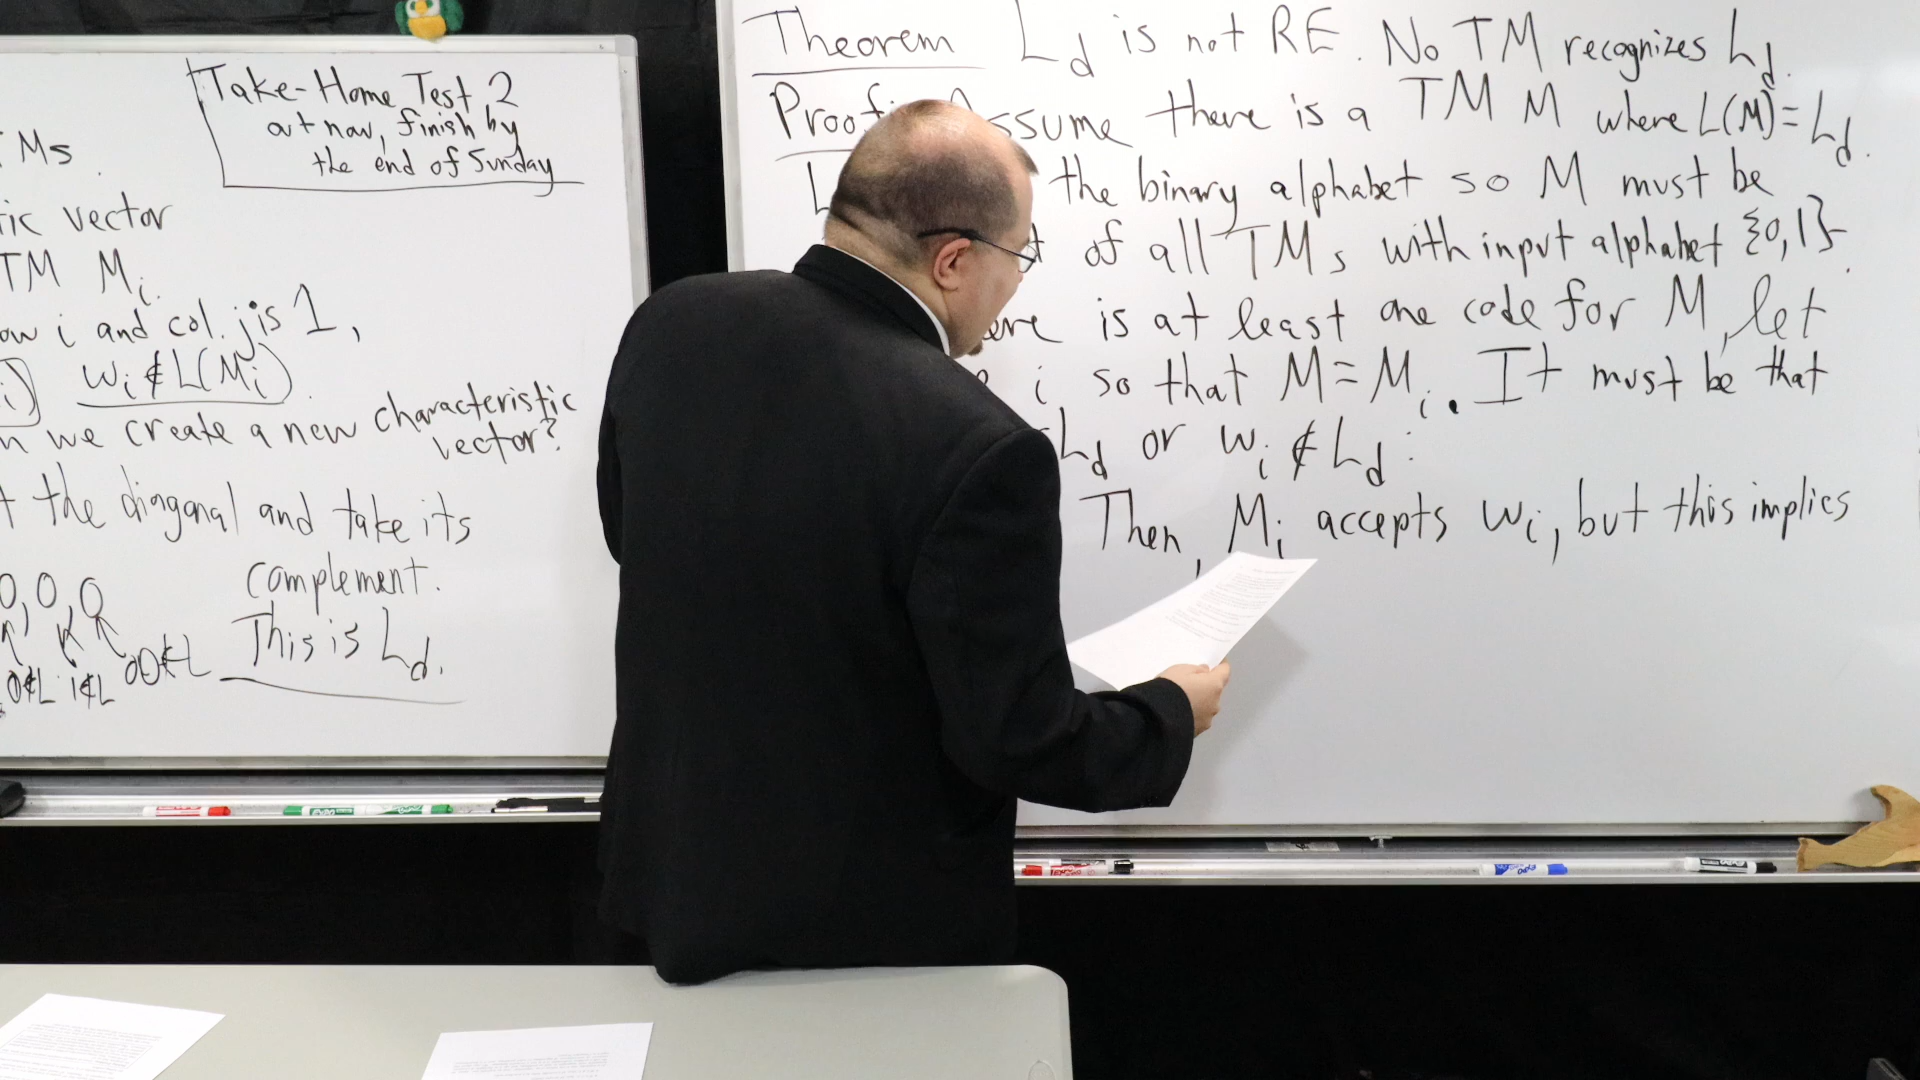 Take-Home Test 2
out now, finish by
the end of Sunday
TMs.
vector
TM Mi.
i and col. j is 1,
wi ∉ L(Mi).
we create a new characteristic
vector?
the diagonal and take its
complement.
0, 0, 0
This is Ld.
0∉L 1∉L 00∉L
Theorem Ld is not RE. No TM recognizes Ld.
Proof: Assume there is a TM M where L(M)=Ld.
the binary alphabet so M must be
of all TMs with input alphabet {0,1}.
is at least one code for M, let
i so that M=Mi. It must be that
Ld or wi ∉ Ld:
Then, Mi accepts wi, but this implies